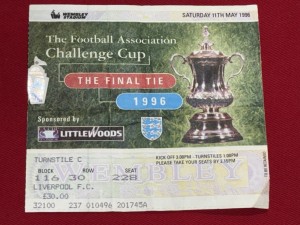 WEMBLEY
STADIUM
SATURDAY 11TH MAY 1996
The Football Association
Challenge Cup
THE FINAL TIE
1996
Sponsored by
LITTLEWOODS
TURNSTILE C
KICK OFF 3.00PM - TURNSTILES 1.00PM
PLEASE TAKE YOUR SEATS BY 2.30PM
BLOCK ROW SEAT
116 30 228
WEMBLEY
LIVERPOOL F.C.
£30.00
32100 237 010496 201745A